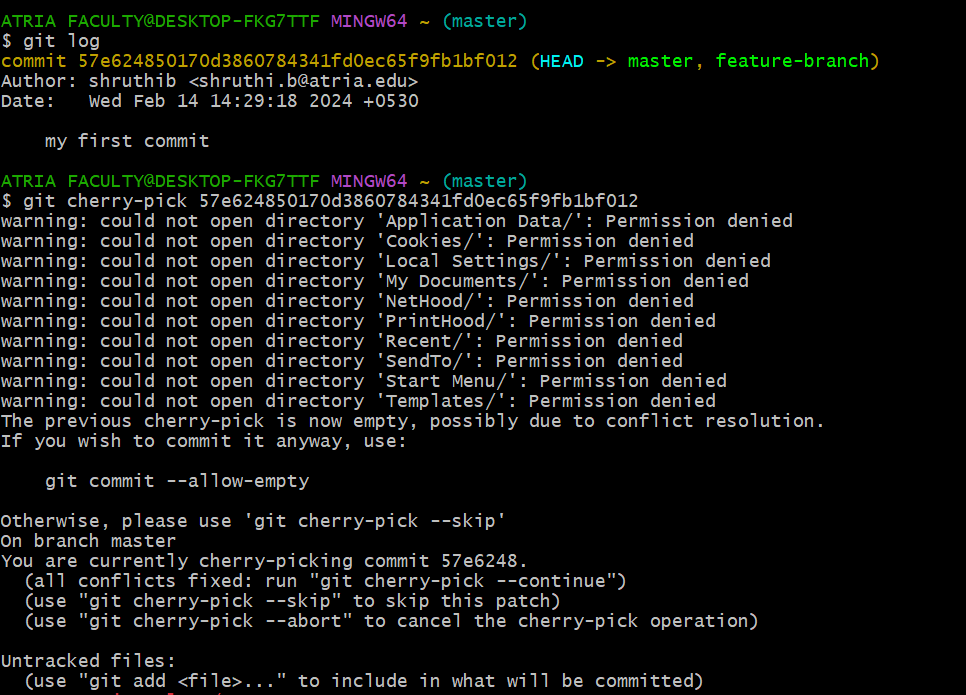 ATRIA FACULTY@DESKTOP-FKG7TTF MINGW64 ~ (master)
$ git log
commit 57e624850170d3860784341fd0ec65f9fb1bf012 (HEAD -> master, feature-branch)
Author: shruthib <shruthi.b@atria.edu>
Date:   Wed Feb 14 14:29:18 2024 +0530

    my first commit

ATRIA FACULTY@DESKTOP-FKG7TTF MINGW64 ~ (master)
$ git cherry-pick 57e624850170d3860784341fd0ec65f9fb1bf012
warning: could not open directory 'Application Data/': Permission denied
warning: could not open directory 'Cookies/': Permission denied
warning: could not open directory 'Local Settings/': Permission denied
warning: could not open directory 'My Documents/': Permission denied
warning: could not open directory 'NetHood/': Permission denied
warning: could not open directory 'PrintHood/': Permission denied
warning: could not open directory 'Recent/': Permission denied
warning: could not open directory 'SendTo/': Permission denied
warning: could not open directory 'Start Menu/': Permission denied
warning: could not open directory 'Templates/': Permission denied
The previous cherry-pick is now empty, possibly due to conflict resolution.
If you wish to commit it anyway, use:

    git commit --allow-empty

Otherwise, please use 'git cherry-pick --skip'
On branch master
You are currently cherry-picking commit 57e6248.
  (all conflicts fixed: run "git cherry-pick --continue")
  (use "git cherry-pick --skip" to skip this patch)
  (use "git cherry-pick --abort" to cancel the cherry-pick operation)

Untracked files:
  (use "git add <file>..." to include in what will be committed)